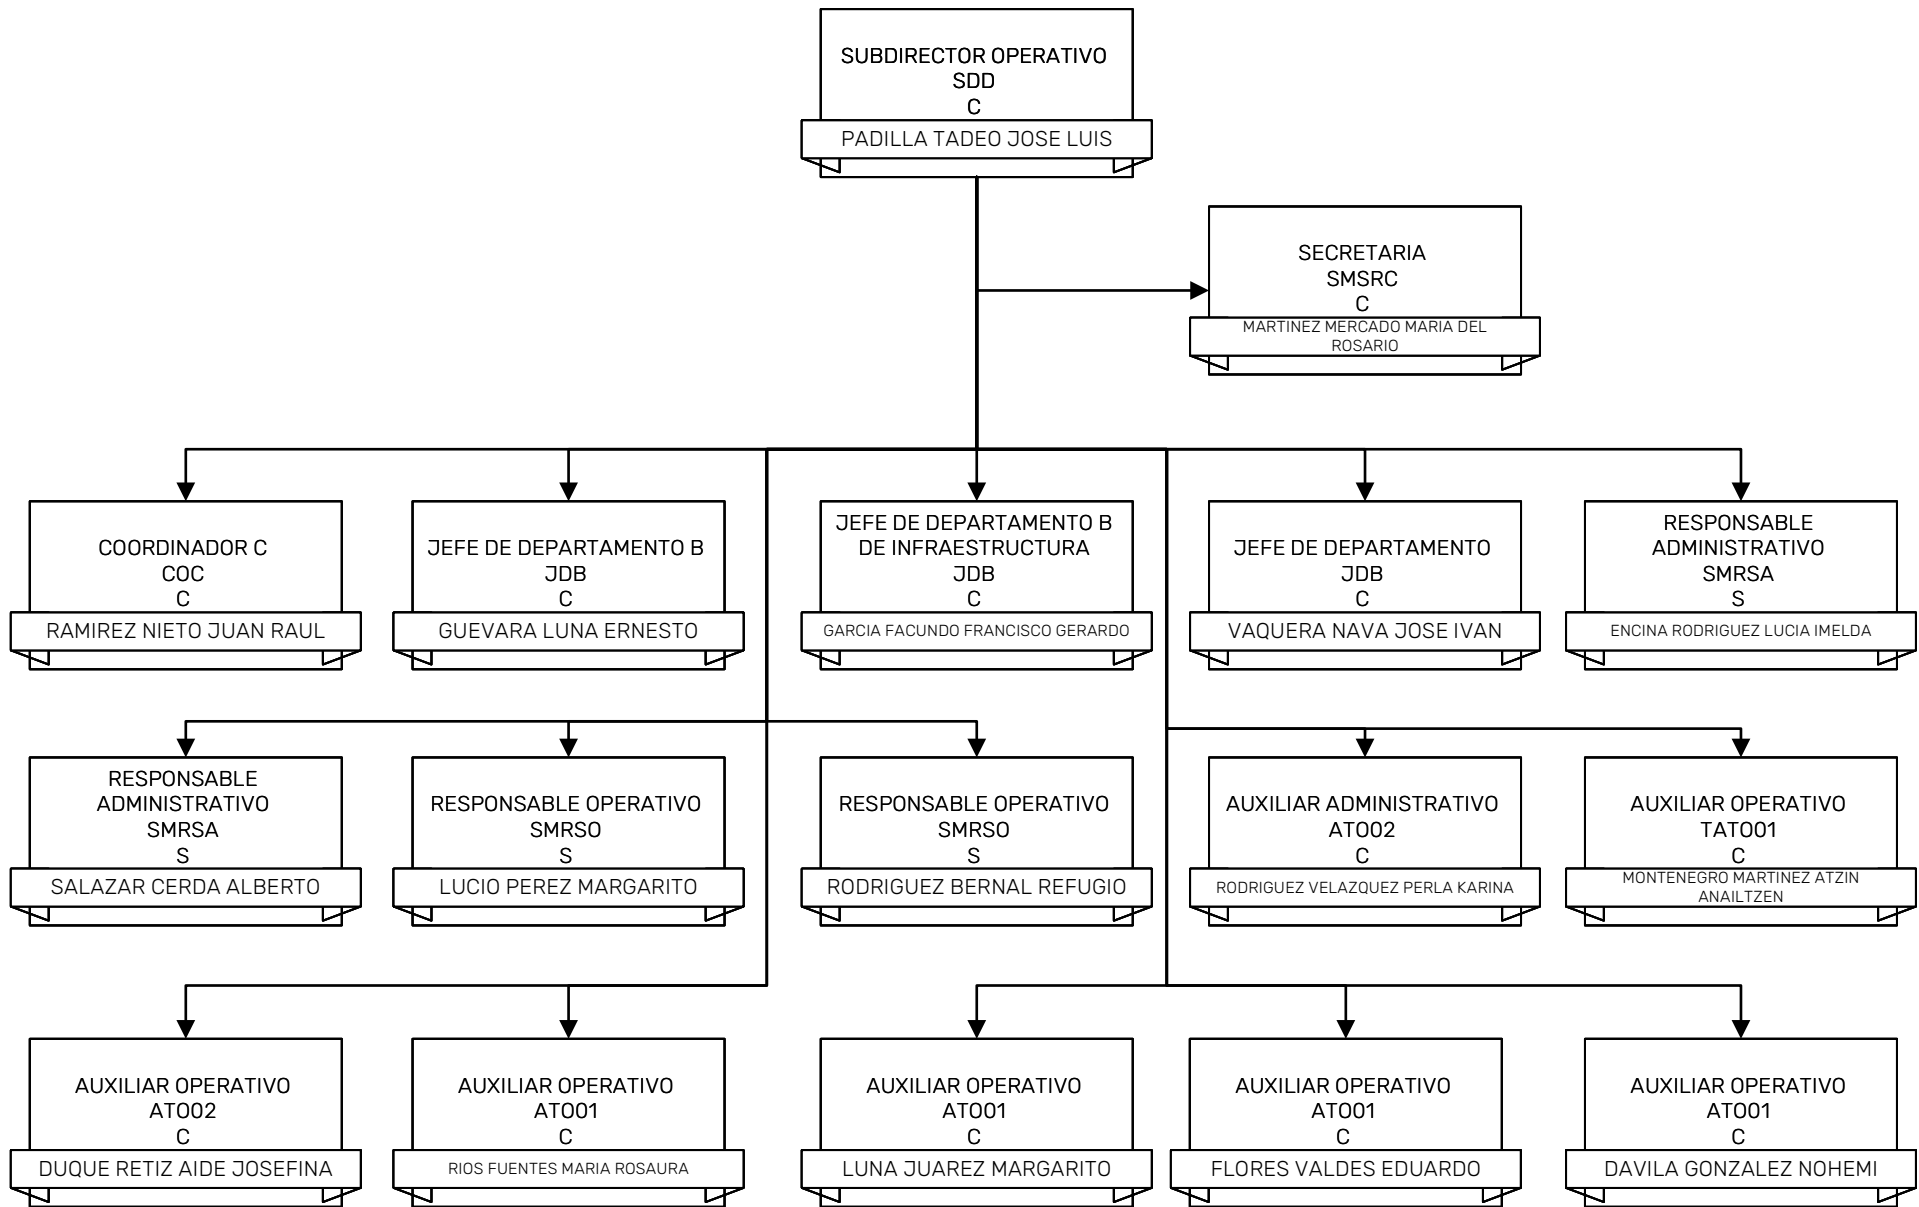 SUBDIRECTOR OPERATIVO
SDD
C
PADILLA TADEO JOSE LUIS
SECRETARIA
SMSRC
C
MARTINEZ MERCADO MARIA DEL
ROSARIO
COORDINADOR C
COC
C
RAMIREZ NIETO JUAN RAUL
JEFE DE DEPARTAMENTO B
JDB
C
GUEVARA LUNA ERNESTO
JEFE DE DEPARTAMENTO B
DE INFRAESTRUCTURA
JDB
C
GARCIA FACUNDO FRANCISCO GERARDO
JEFE DE DEPARTAMENTO
JDB
C
VAQUERA NAVA JOSE IVAN
RESPONSABLE
ADMINISTRATIVO
SMRSA
S
ENCINA RODRIGUEZ LUCIA IMELDA
RESPONSABLE
ADMINISTRATIVO
SMRSA
S
SALAZAR CERDA ALBERTO
RESPONSABLE OPERATIVO
SMRSO
S
LUCIO PEREZ MARGARITO
RESPONSABLE OPERATIVO
SMRSO
S
RODRIGUEZ BERNAL REFUGIO
AUXILIAR ADMINISTRATIVO
ATO02
C
RODRIGUEZ VELAZQUEZ PERLA KARINA
AUXILIAR OPERATIVO
TATO01
C
MONTENEGRO MARTINEZ ATZIN
ANAILTZEN
AUXILIAR OPERATIVO
ATO02
C
DUQUE RETIZ AIDE JOSEFINA
AUXILIAR OPERATIVO
ATO01
C
RIOS FUENTES MARIA ROSAURA
AUXILIAR OPERATIVO
ATO01
C
LUNA JUAREZ MARGARITO
AUXILIAR OPERATIVO
ATO01
C
FLORES VALDES EDUARDO
AUXILIAR OPERATIVO
ATO01
C
DAVILA GONZALEZ NOHEMI